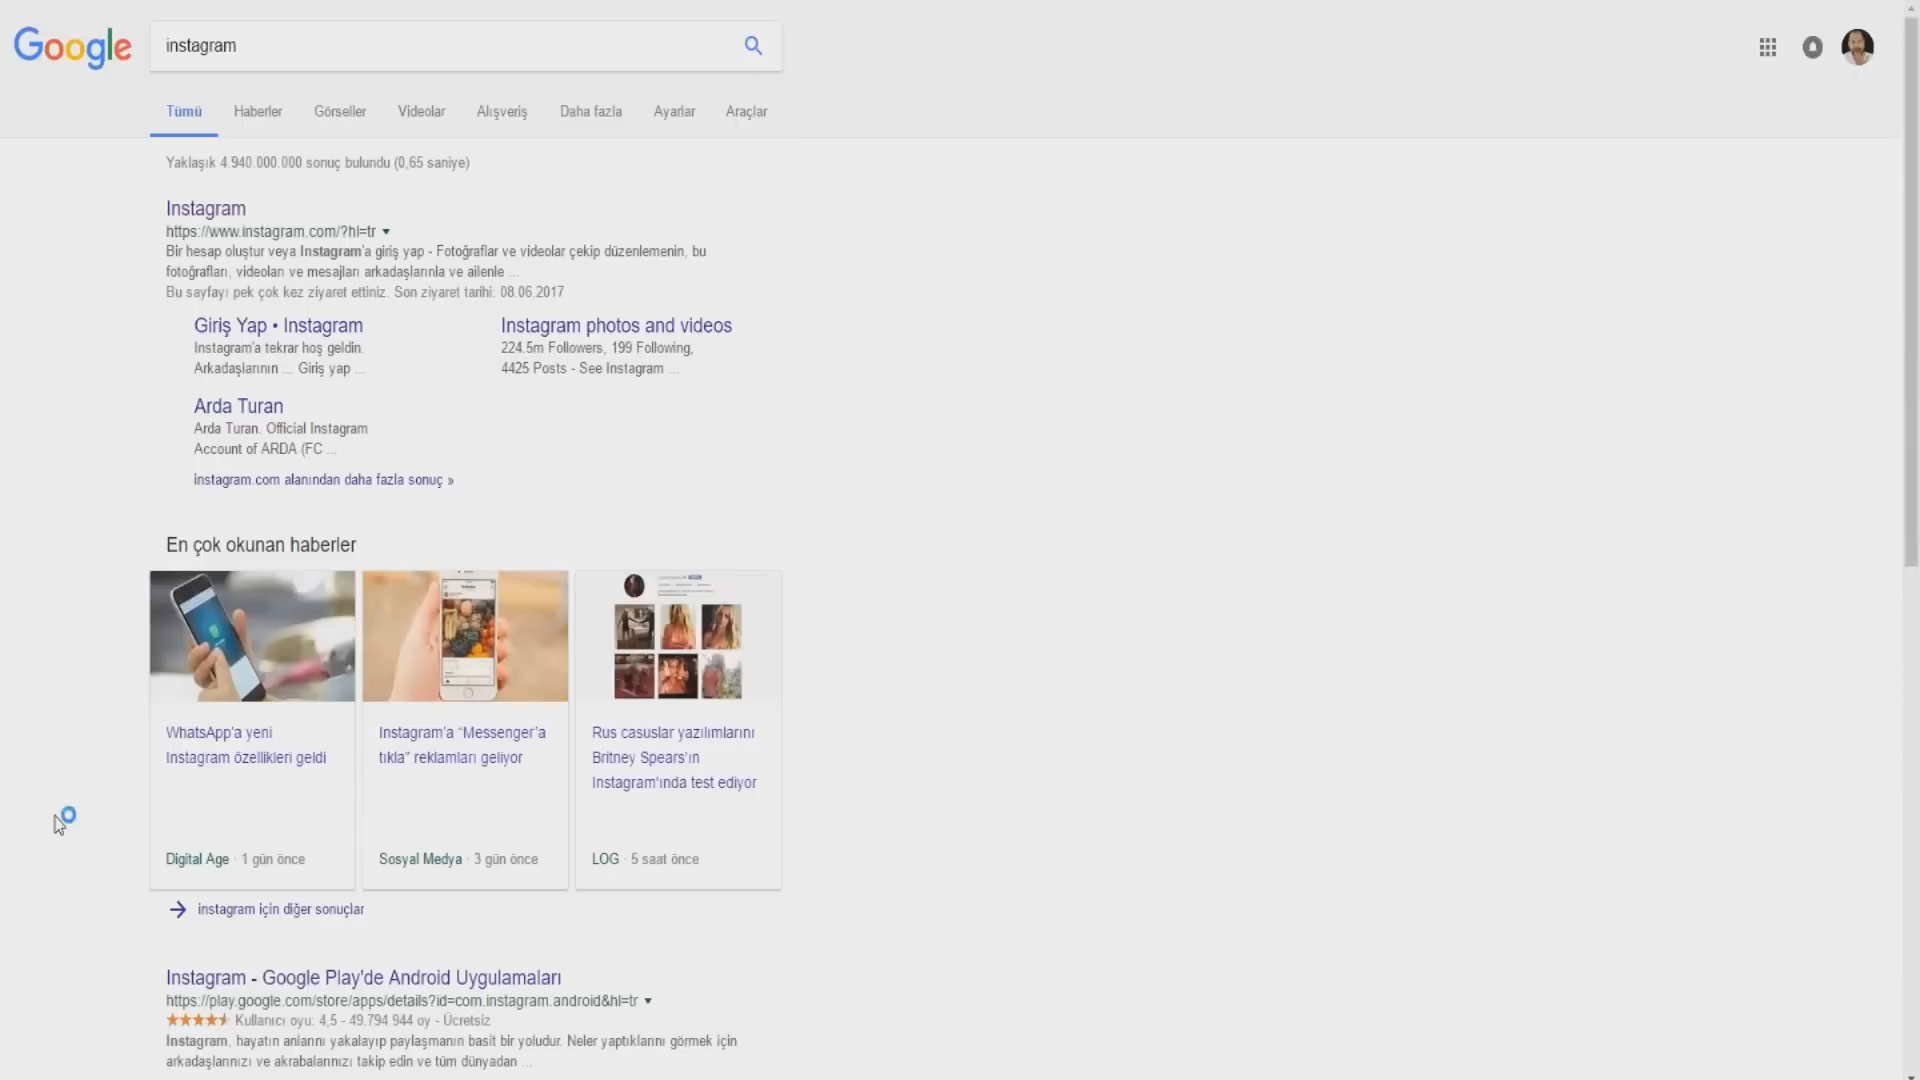 Google
instagram
Tümü Haberler Görseller Videolar Alışveriş Daha fazla Ayarlar Araçlar
Yaklaşık 4.940.000.000 sonuç bulundu (0,65 saniye)
Instagram
https://www.instagram.com/?hl=tr
Bir hesap oluştur veya Instagram'a giriş yap - Fotoğraflar ve videolar çekip düzenlemenin, bu
fotoğrafları, videoları ve mesajları arkadaşlarınla ve ailenle ...
Bu sayfayı pek çok kez ziyaret ettiniz. Son ziyaret tarihi: 08.06.2017
Giriş Yap • Instagram
Instagram'a tekrar hoş geldin.
Arkadaşlarının ... Giriş yap ...
Instagram photos and videos
224.5m Followers, 199 Following,
4425 Posts - See Instagram ...
Arda Turan
Arda Turan. Official Instagram
Account of ARDA (FC ...
instagram.com alanından daha fazla sonuç »
En çok okunan haberler
WhatsApp'a yeni
Instagram özellikleri geldi
Digital Age · 1 gün önce
Instagram'a “Messenger’a
tıkla” reklamları geliyor
Sosyal Medya · 3 gün önce
Rus casuslar yazılımlarını
Britney Spears'ın
Instagram'ında test ediyor
LOG · 5 saat önce
instagram için diğer sonuçlar
Instagram - Google Play'de Android Uygulamaları
https://play.google.com/store/apps/details?id=com.instagram.android&hl=tr
Kullanıcı oyu: 4,5 - 49.794.944 oy - Ücretsiz
Instagram, hayatın anlarını yakalayıp paylaşmanın basit bir yoludur. Neler yaptıklarını görmek için
arkadaşlarınızı ve akrabalarınızı takip edin ve tüm dünyadan ...